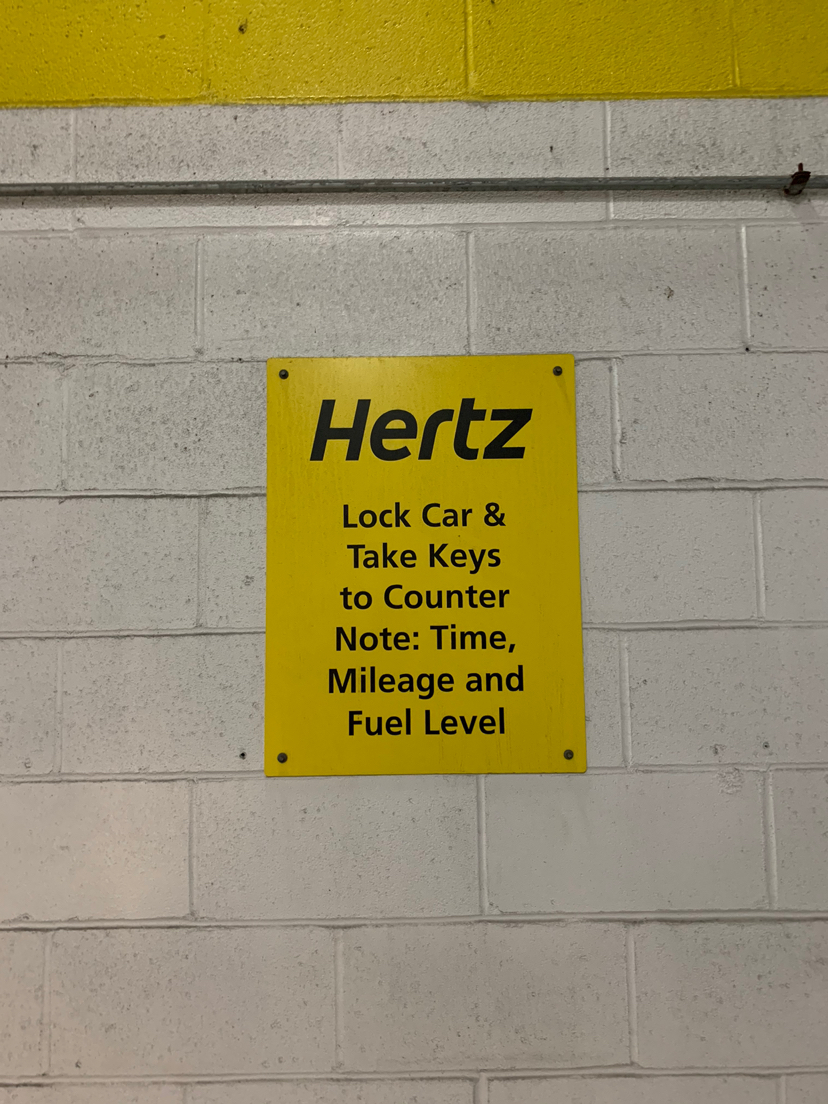 Hertz
Lock Car &
Take Keys
to Counter
Note: Time,
Mileage and
Fuel Level